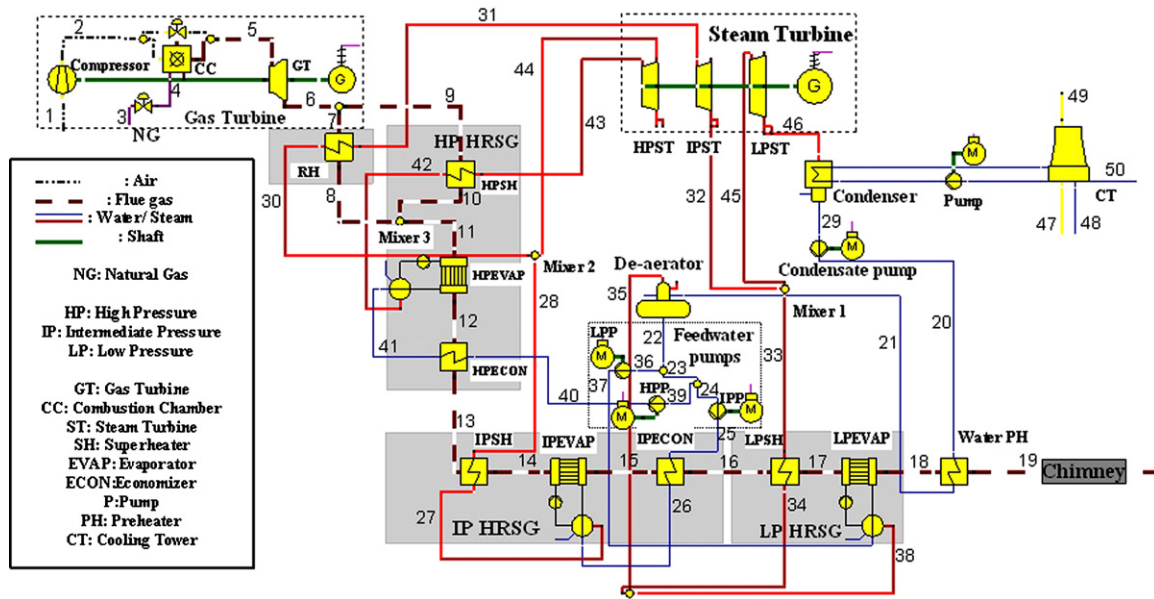 2
5
31
Compressor
CC
GT
G
4
1
3
NG
Gas Turbine
6
9
7
Steam Turbine
G
44
43
HPST
IPST
LPST
46
32
45
49
M
50
Pump
CT
47
48
Condenser
29
M
Condensate pump
HP HRSG
42
RH
HPSH
30
8
10
Mixer 3
11
HPEVAP
Mixer 2
28
12
41
HPECON
40
13
De-aerator
35
22
Mixer 1
21
20
LPP
M
Feedwater
pumps
36
23
33
37
HPP
24
39
IPP
M
M
25
IPSH
IPEVAP
IPECON
LPSH
LPEVAP
Water PH
14
15
16
17
18
19
Chimney
27
26
34
IP HRSG
LP HRSG
38
: Air
: Flue gas
: Water/ Steam
: Shaft
NG: Natural Gas
HP: High Pressure
IP: Intermediate Pressure
LP: Low Pressure
GT: Gas Turbine
CC: Combustion Chamber
ST: Steam Turbine
SH: Superheater
EVAP: Evaporator
ECON:Economizer
P:Pump
PH: Preheater
CT: Cooling Tower